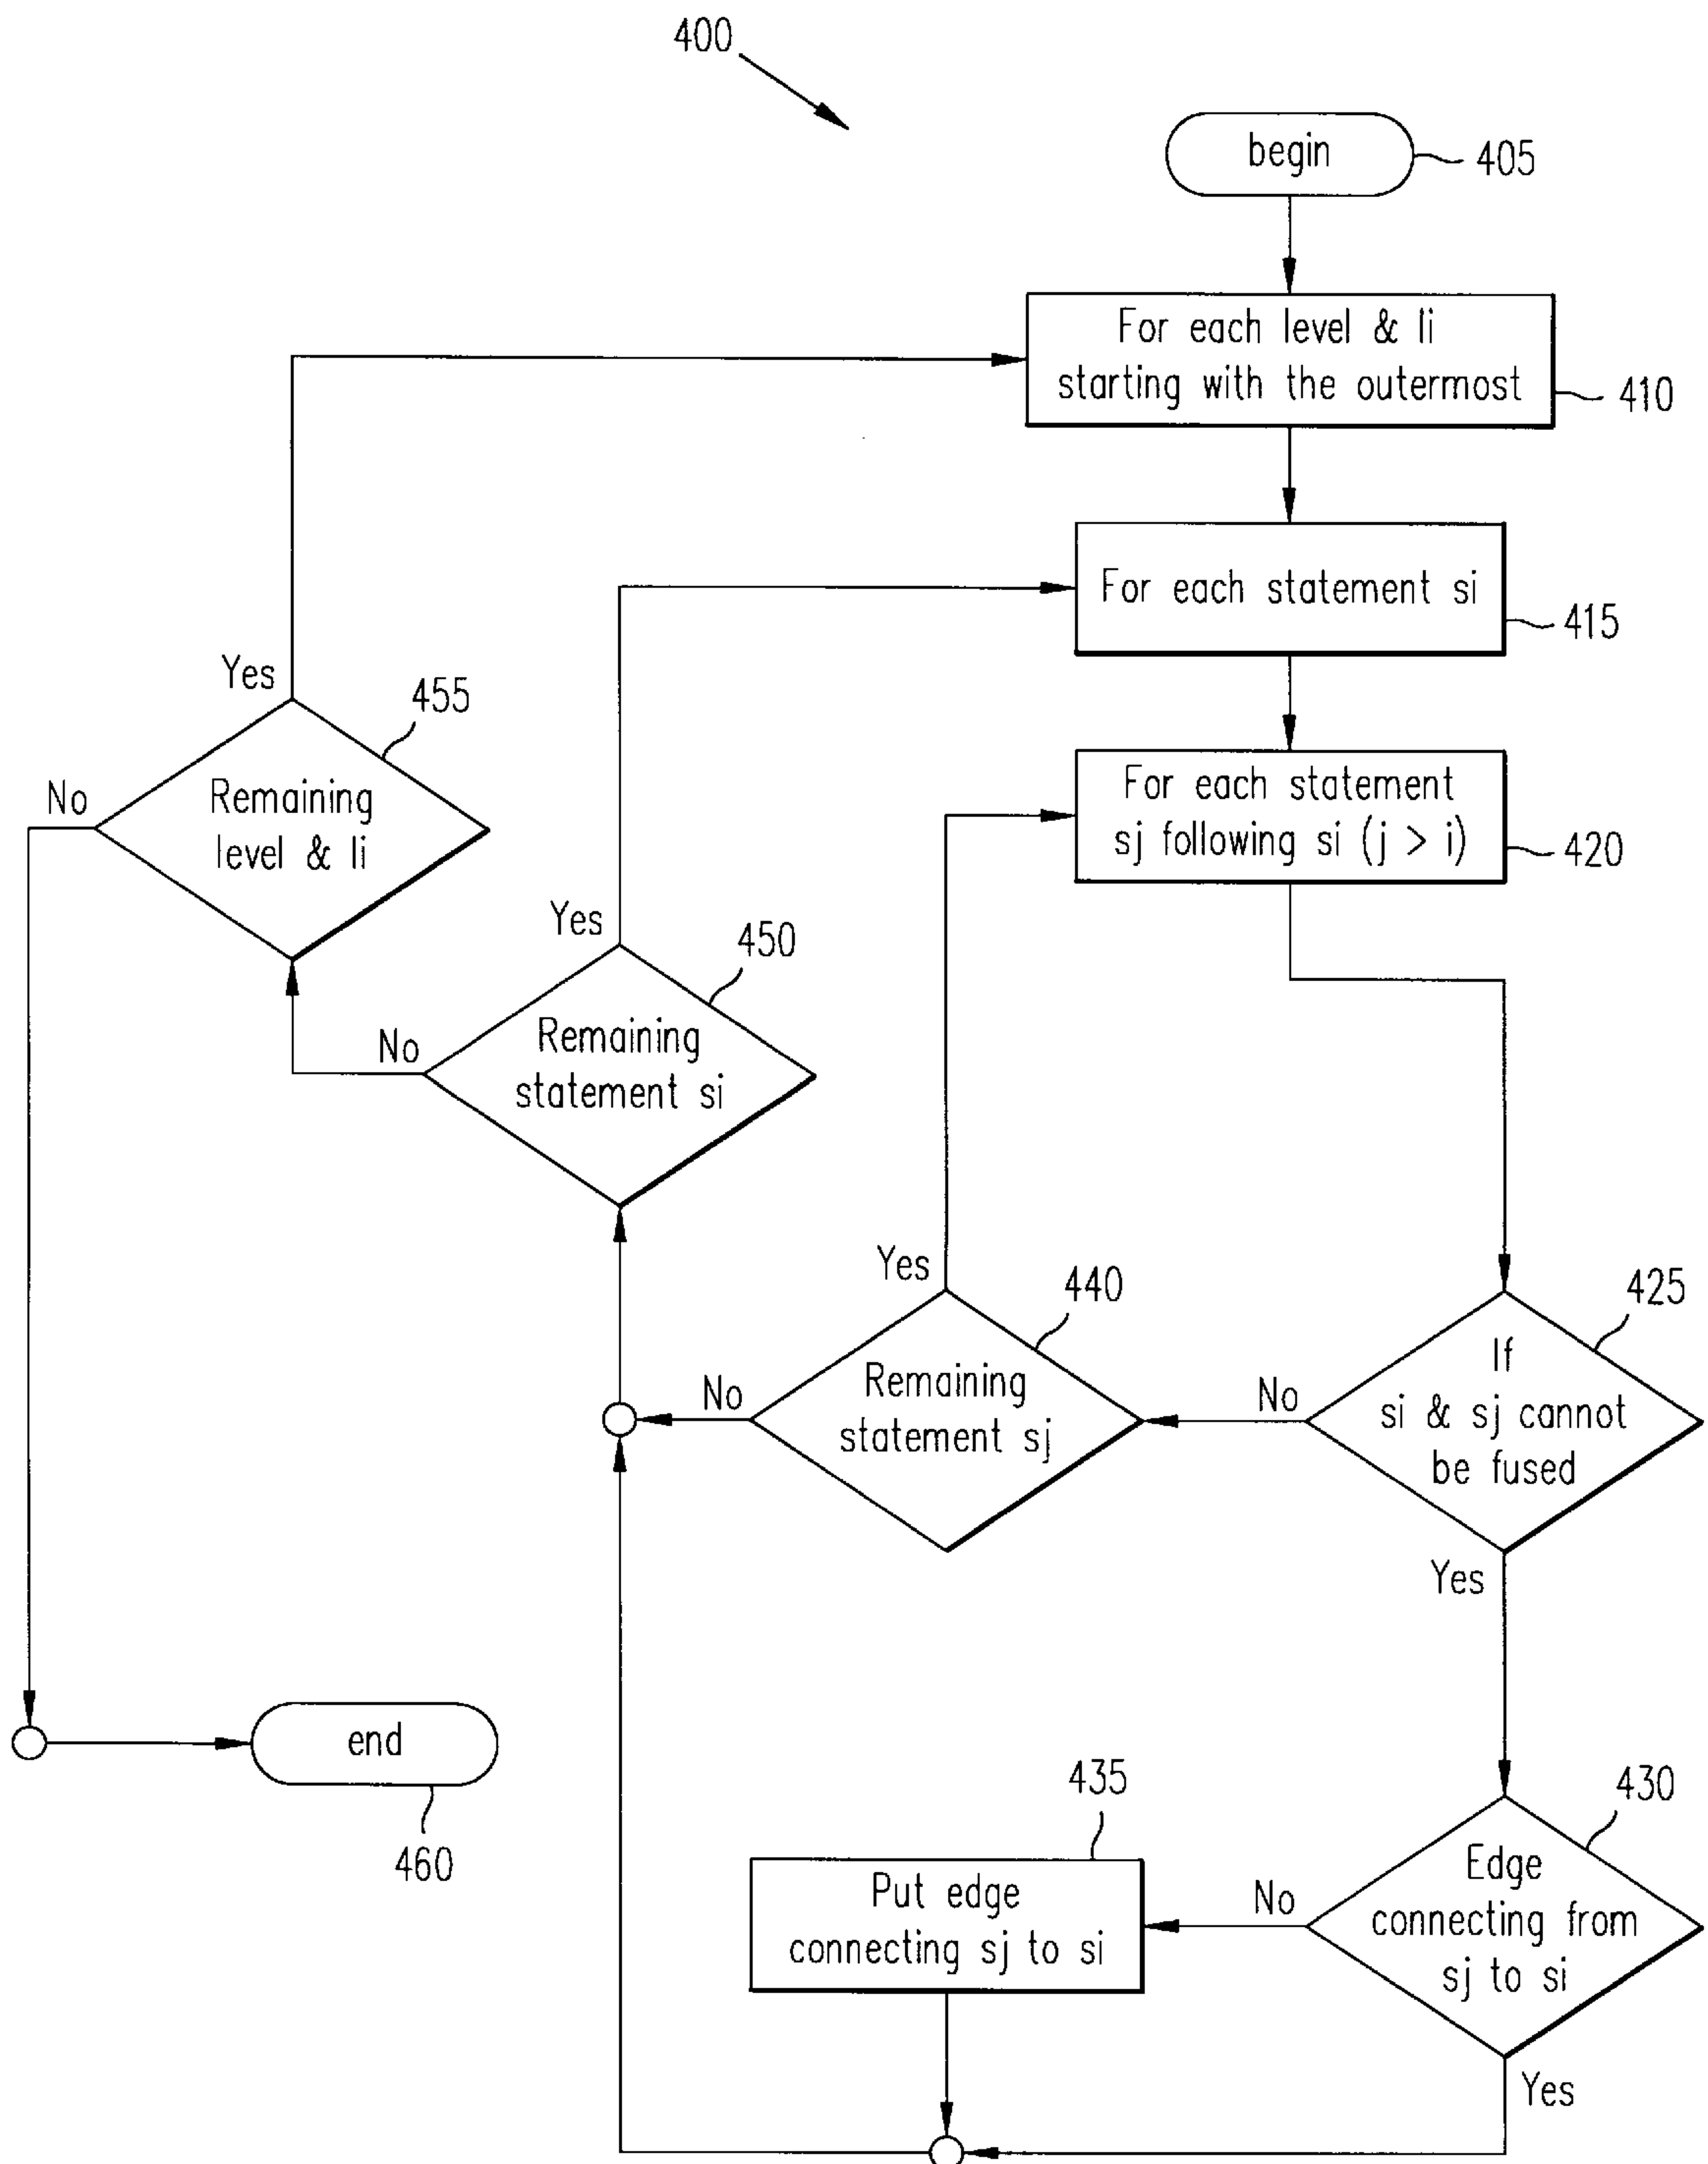 400
begin
405
For each level & li
starting with the outermost
410
For each statement si
415
For each statement
sj following si (j > i)
420
Yes
455
No
Remaining
level & li
Yes
450
No
Remaining
statement si
Yes
440
No
Remaining
statement sj
425
If
si & sj cannot
be fused
No
Yes
end
460
435
Put edge
connecting sj to si
430
Edge
connecting from
sj to si
No
Yes